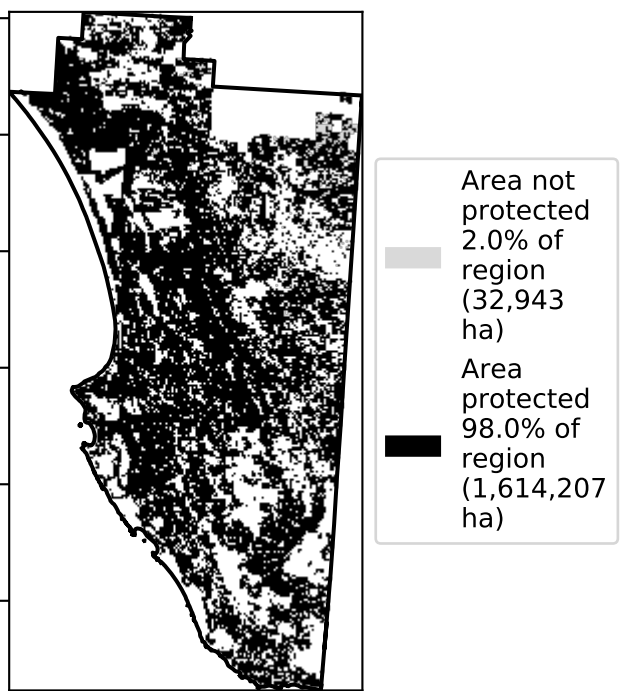 Area not
protected
2.0% of
region
(32,943
ha)
Area
protected
98.0% of
region
(1,614,207
ha)